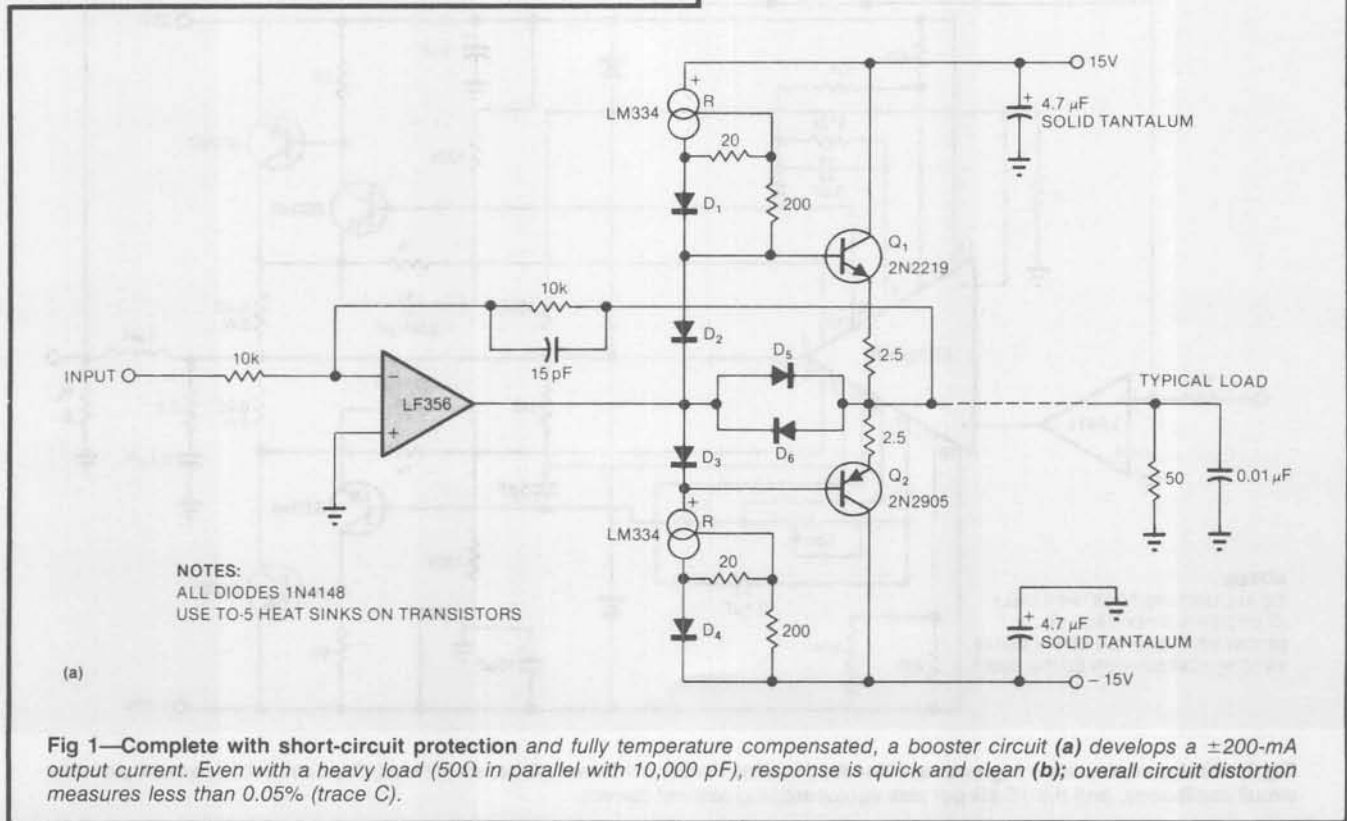 15V
+
R
LM334
+
4.7 μF
SOLID TANTALUM
20
D1
200
Q1
2N2219
10k
D2
2.5
15 pF
10k
D5
TYPICAL LOAD
INPUT
−
LF356
+
D6
2.5
D3
Q2
2N2905
50
0.01 μF
+
R
LM334
20
NOTES:
ALL DIODES 1N4148
USE TO-5 HEAT SINKS ON TRANSISTORS
D4
200
+
4.7 μF
SOLID TANTALUM
(a)
−15V
Fig 1—Complete with short-circuit protection and fully temperature compensated, a booster circuit (a) develops a ±200-mA
output current. Even with a heavy load (50Ω in parallel with 10,000 pF), response is quick and clean (b); overall circuit distortion
measures less than 0.05% (trace C).